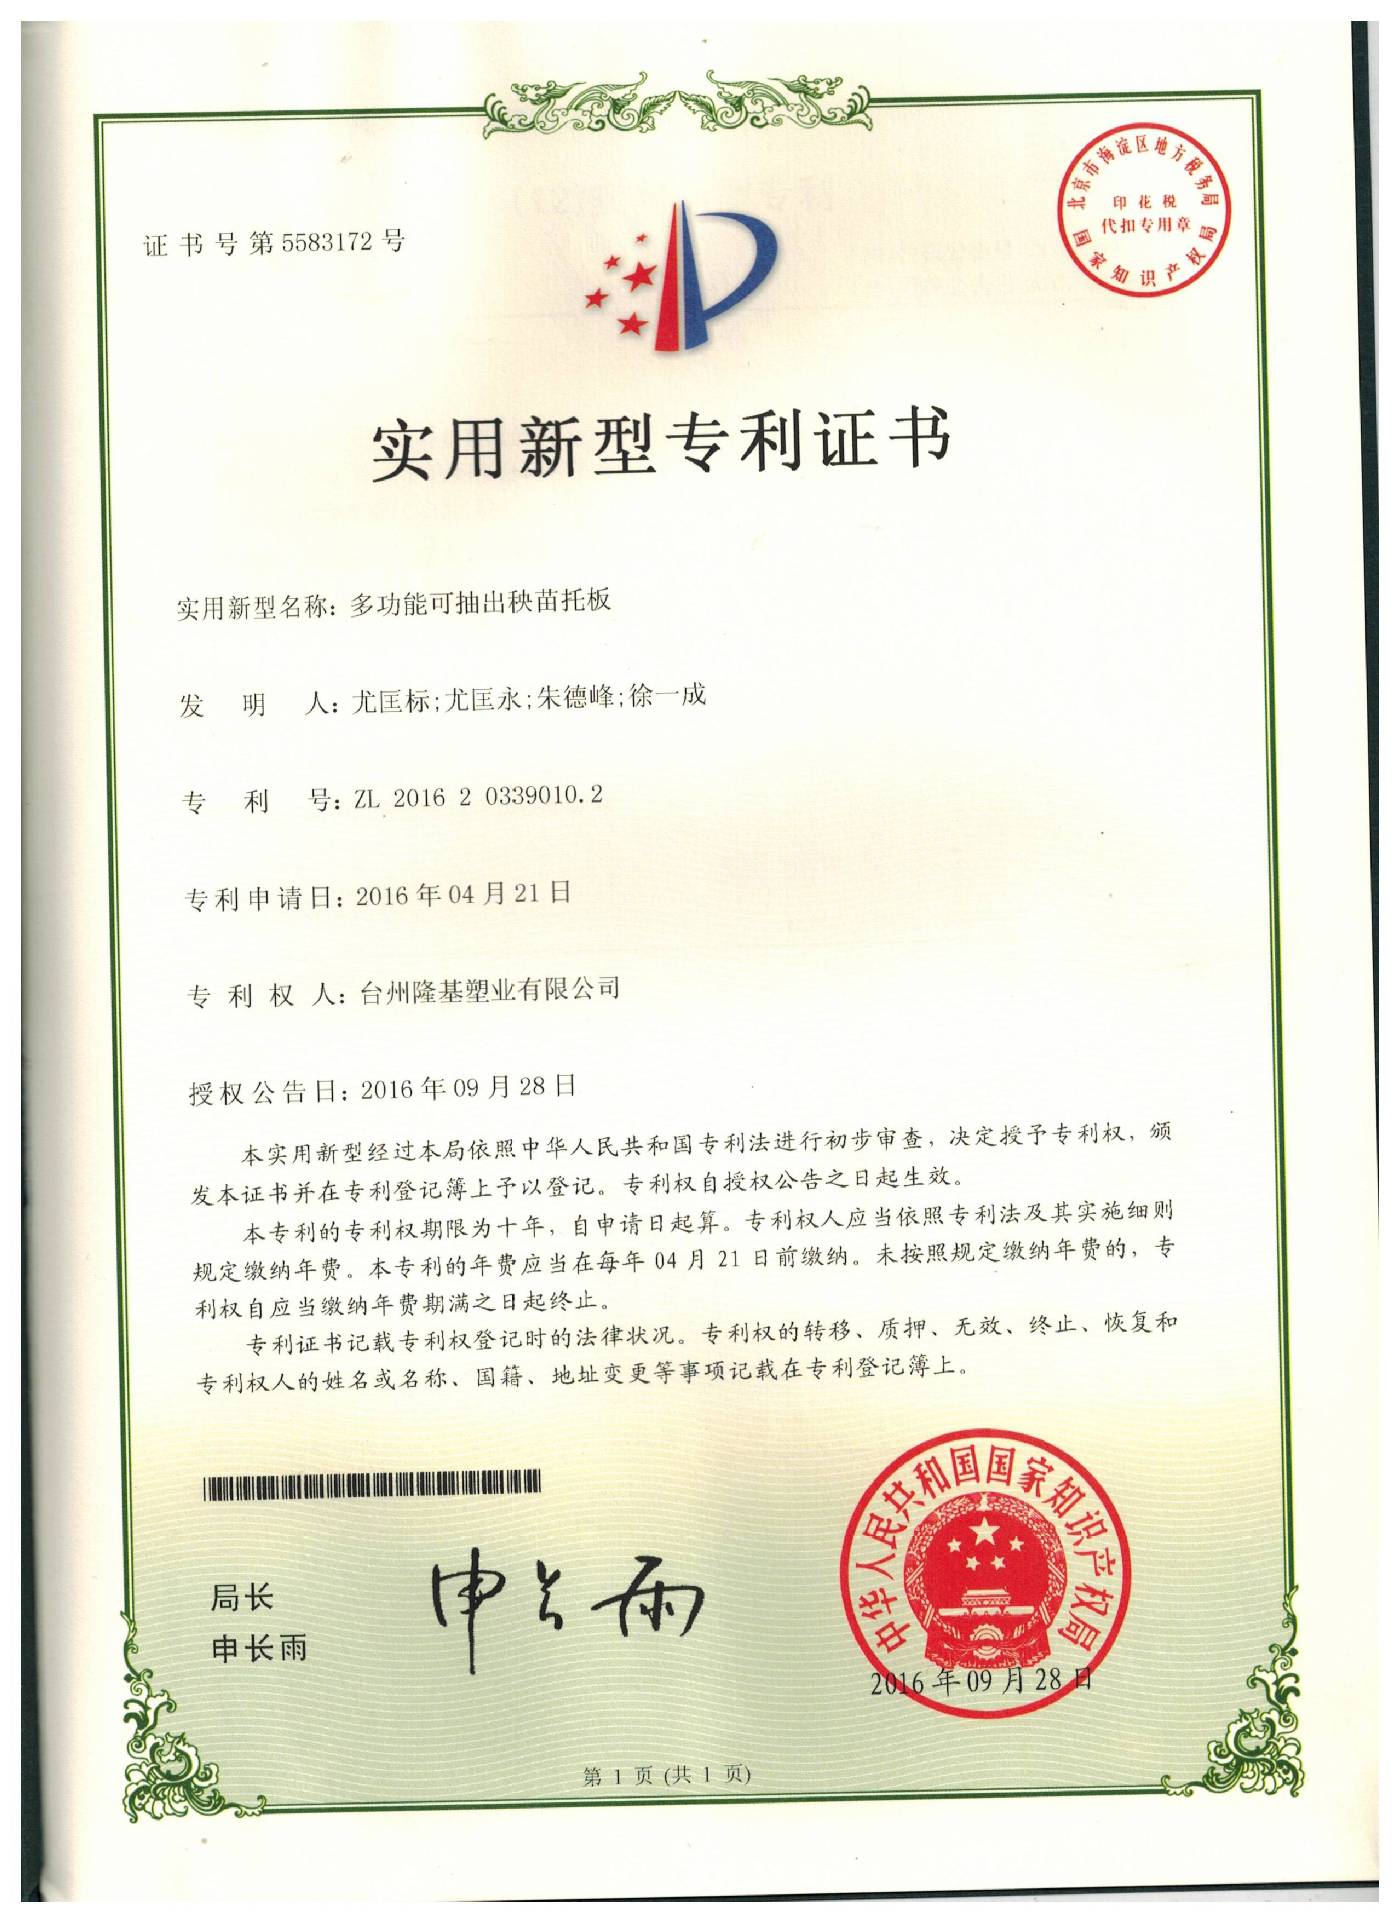 北京市海淀区地方税务局
印花税
代扣专用章
国家知识产权局
证书号第5583172号
实用新型专利证书
实用新型名称：多功能可抽出秧苗托板
发明人：尤匡标;尤匡永;朱德峰;徐一成
专利号：ZL 2016 2 0339010.2
专利申请日：2016年04月21日
专利权人：台州隆基塑业有限公司
授权公告日：2016年09月28日
本实用新型经过本局依照中华人民共和国专利法进行初步审查，决定授予专利权，颁
发本证书并在专利登记簿上予以登记。专利权自授权公告之日起生效。
本专利的专利权期限为十年，自申请日起算。专利权人应当依照专利法及其实施细则
规定缴纳年费。本专利的年费应当在每年04月21日前缴纳。未按照规定缴纳年费的，专
利权自应当缴纳年费期满之日起终止。
专利证书记载专利权登记时的法律状况。专利权的转移、质押、无效、终止、恢复和
专利权人的姓名或名称、国籍、地址变更等事项记载在专利登记簿上。
局长
申长雨
申长雨
中华人民共和国国家知识产权局
2016年09月28日
第1页(共1页)